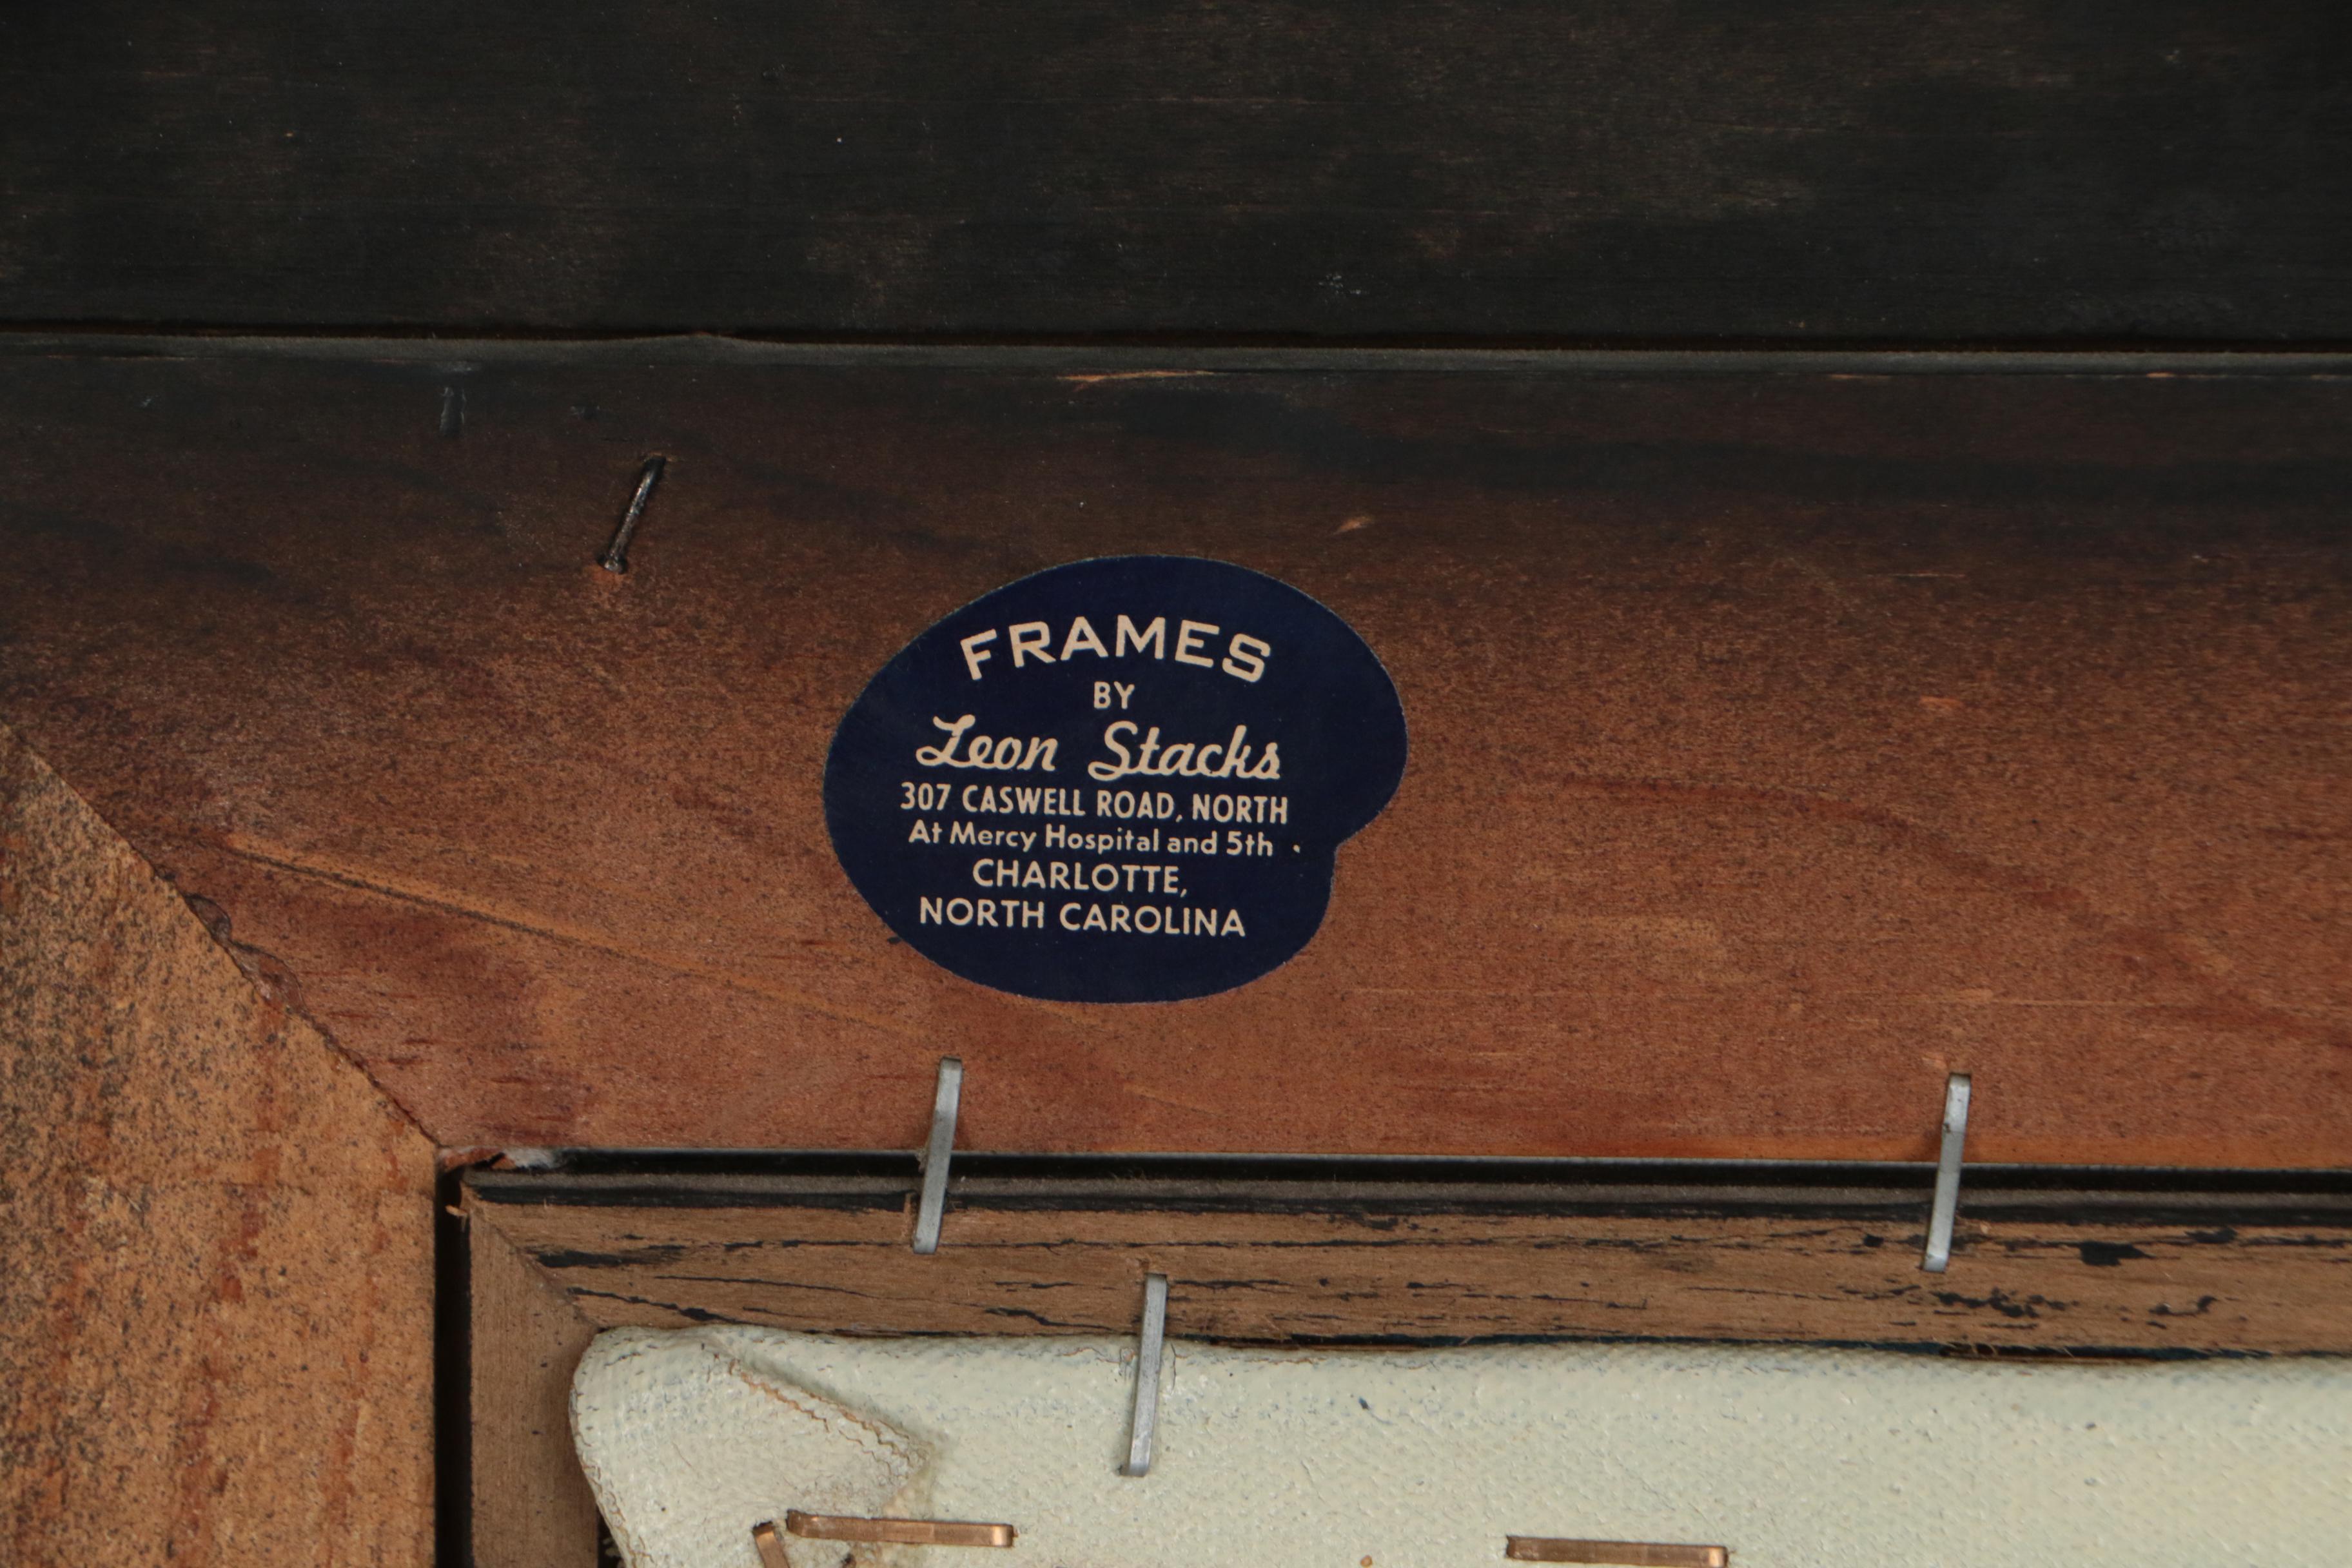 FRAMES
BY
Leon Stacks
307 CASWELL ROAD, NORTH
At Mercy Hospital and 5th
CHARLOTTE,
NORTH CAROLINA